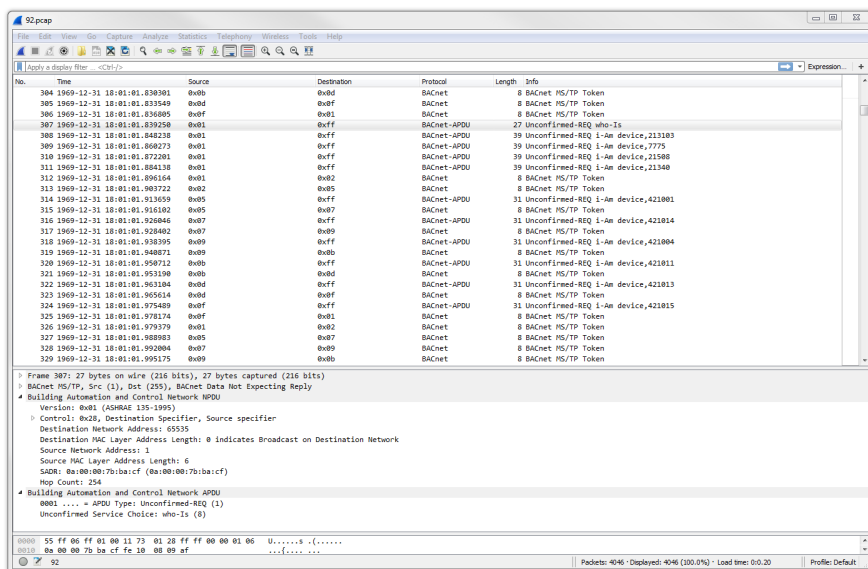 92.pcap
File Edit View Go Capture Analyze Statistics Telephony Wireless Tools Help
Apply a display filter ... <Ctrl-/> Expression... +
No. Time Source Destination Protocol Length Info
304 1969-12-31 18:01:01.830301 0x0b 0x0d BACnet 8 BACnet MS/TP Token
305 1969-12-31 18:01:01.833549 0x0d 0x0f BACnet 8 BACnet MS/TP Token
306 1969-12-31 18:01:01.836805 0x0f 0x01 BACnet 8 BACnet MS/TP Token
307 1969-12-31 18:01:01.839250 0x01 0xff BACnet-APDU 27 Unconfirmed-REQ who-Is
308 1969-12-31 18:01:01.848238 0x01 0xff BACnet-APDU 39 Unconfirmed-REQ i-Am device,213103
309 1969-12-31 18:01:01.860273 0x01 0xff BACnet-APDU 39 Unconfirmed-REQ i-Am device,7775
310 1969-12-31 18:01:01.872201 0x01 0xff BACnet-APDU 39 Unconfirmed-REQ i-Am device,21508
311 1969-12-31 18:01:01.884138 0x01 0xff BACnet-APDU 39 Unconfirmed-REQ i-Am device,21340
312 1969-12-31 18:01:01.896164 0x01 0x02 BACnet 8 BACnet MS/TP Token
313 1969-12-31 18:01:01.903722 0x02 0x05 BACnet 8 BACnet MS/TP Token
314 1969-12-31 18:01:01.913659 0x05 0xff BACnet-APDU 31 Unconfirmed-REQ i-Am device,421001
315 1969-12-31 18:01:01.916102 0x05 0x07 BACnet 8 BACnet MS/TP Token
316 1969-12-31 18:01:01.926046 0x07 0xff BACnet-APDU 31 Unconfirmed-REQ i-Am device,421014
317 1969-12-31 18:01:01.928402 0x07 0x09 BACnet 8 BACnet MS/TP Token
318 1969-12-31 18:01:01.938395 0x09 0xff BACnet-APDU 31 Unconfirmed-REQ i-Am device,421004
319 1969-12-31 18:01:01.940871 0x09 0x0b BACnet 8 BACnet MS/TP Token
320 1969-12-31 18:01:01.950712 0x0b 0xff BACnet-APDU 31 Unconfirmed-REQ i-Am device,421011
321 1969-12-31 18:01:01.953190 0x0b 0x0d BACnet 8 BACnet MS/TP Token
322 1969-12-31 18:01:01.963104 0x0d 0xff BACnet-APDU 31 Unconfirmed-REQ i-Am device,421013
323 1969-12-31 18:01:01.965614 0x0d 0x0f BACnet 8 BACnet MS/TP Token
324 1969-12-31 18:01:01.975489 0x0f 0xff BACnet-APDU 31 Unconfirmed-REQ i-Am device,421015
325 1969-12-31 18:01:01.978174 0x0f 0x01 BACnet 8 BACnet MS/TP Token
326 1969-12-31 18:01:01.979379 0x01 0x02 BACnet 8 BACnet MS/TP Token
327 1969-12-31 18:01:01.988983 0x05 0x07 BACnet 8 BACnet MS/TP Token
328 1969-12-31 18:01:01.992004 0x07 0x09 BACnet 8 BACnet MS/TP Token
329 1969-12-31 18:01:01.995175 0x09 0x0b BACnet 8 BACnet MS/TP Token
Frame 307: 27 bytes on wire (216 bits), 27 bytes captured (216 bits)
BACnet MS/TP, Src (1), Dst (255), BACnet Data Not Expecting Reply
Building Automation and Control Network NPDU
Version: 0x01 (ASHRAE 135-1995)
Control: 0x28, Destination Specifier, Source specifier
Destination Network Address: 65535
Destination MAC Layer Address Length: 0 indicates Broadcast on Destination Network
Source Network Address: 1
Source MAC Layer Address Length: 6
SADR: 0a:00:00:7b:ba:cf (0a:00:00:7b:ba:cf)
Hop Count: 254
Building Automation and Control Network APDU
0001 .... = APDU Type: Unconfirmed-REQ (1)
Unconfirmed Service Choice: who-Is (8)
0000 55 ff 06 ff 01 00 11 73 01 28 ff ff 00 00 01 06 U......s .(......
0010 0a 00 00 7b ba cf fe 10 08 09 af ...{.... ...
92 Packets: 4046 · Displayed: 4046 (100.0%) · Load time: 0:0.20 Profile: Default